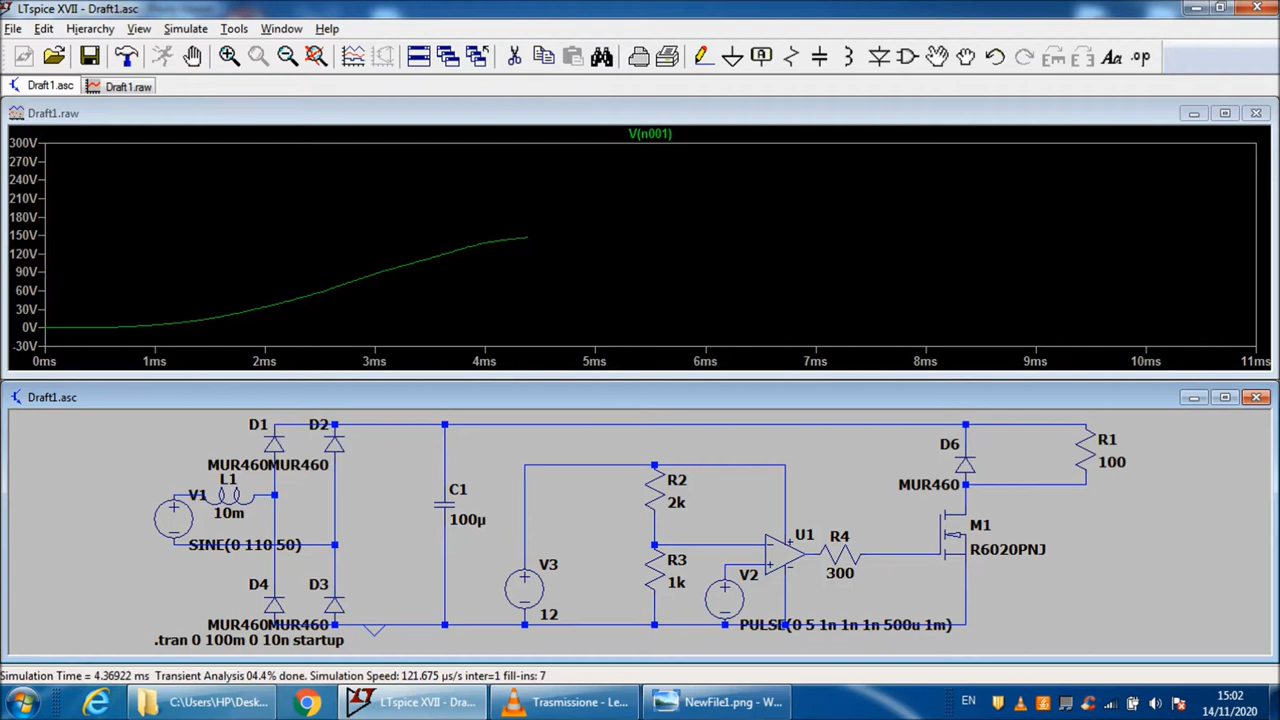 LTspice XVII - Draft1.asc
File Edit Hierarchy View Simulate Tools Window Help
Draft1.asc Draft1.raw
Draft1.raw
V(n001)
300V
270V
240V
210V
180V
150V
120V
90V
60V
30V
0V
-30V
0ms 1ms 2ms 3ms 4ms 5ms 6ms 7ms 8ms 9ms 10ms 11ms
Draft1.asc
D1 D2
MUR460 MUR460
L1
V1
10m
SINE(0 110 50)
D4 D3
MUR460 MUR460
.tran 0 100m 0 10n startup
C1
100µ
V3
12
R2
2k
R3
1k
V2
PULSE(0 5 1n 1n 1n 500u 1m)
U1
R4
300
D6
MUR460
M1
R6020PNJ
R1
100
Simulation Time = 4.36922 ms Transient Analysis 04.4% done. Simulation Speed: 121.675 µs/s inter=1 fill-ins: 7
C:\Users\HP\Desk... LTspice XVII - Dra... Trasmissione - Le... NewFile1.png - W... EN
15:02
14/11/2020